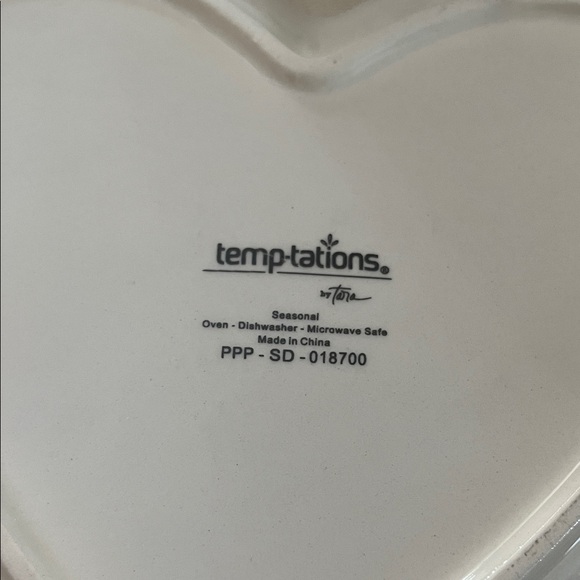 temp-tations®
by Tara
Seasonal
Oven - Dishwasher - Microwave Safe
Made in China
PPP - SD - 018700